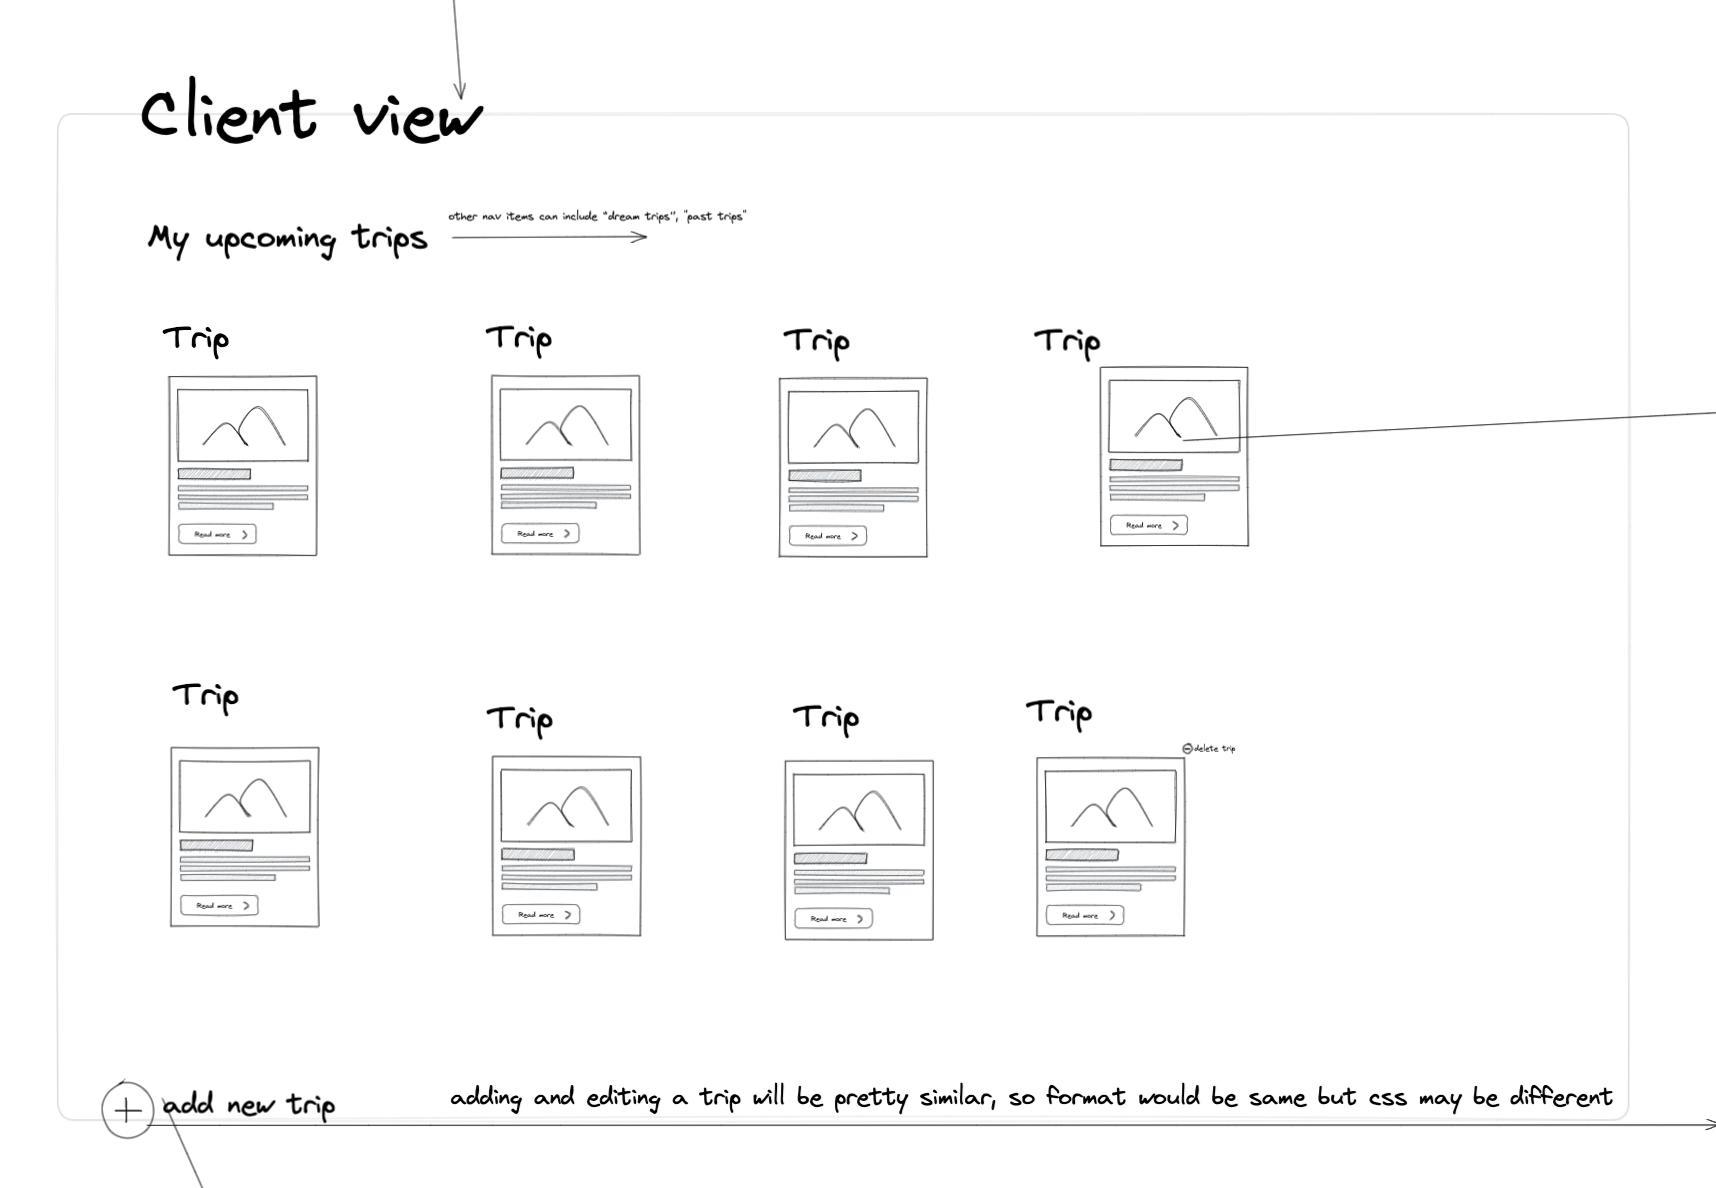 Client view
other nav items can include "dream trips", "past trips"
My upcoming trips
Trip
Trip
Trip
Trip
Read more
Read more
Read more
Read more
Trip
Trip
Trip
Trip
delete trip
Read more
Read more
Read more
Read more
add new trip
adding and editing a trip will be pretty similar, so format would be same but css may be different